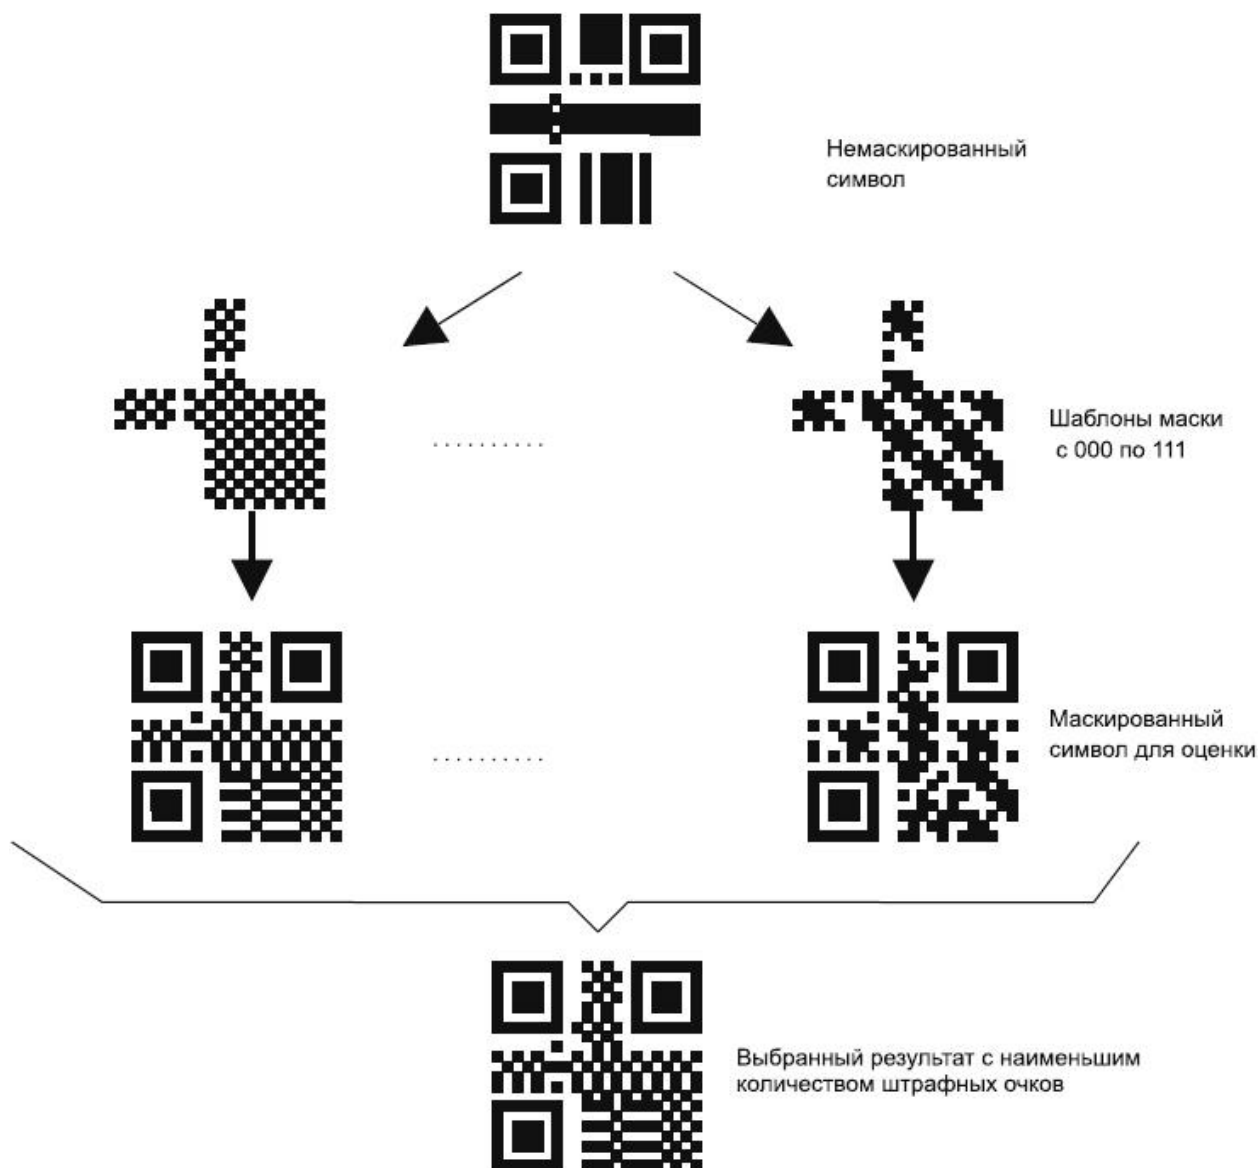 Немаскированный
символ
Шаблоны маски
с 000 по 111
Маскированный
символ для оценки
Выбранный результат с наименьшим
количеством штрафных очков